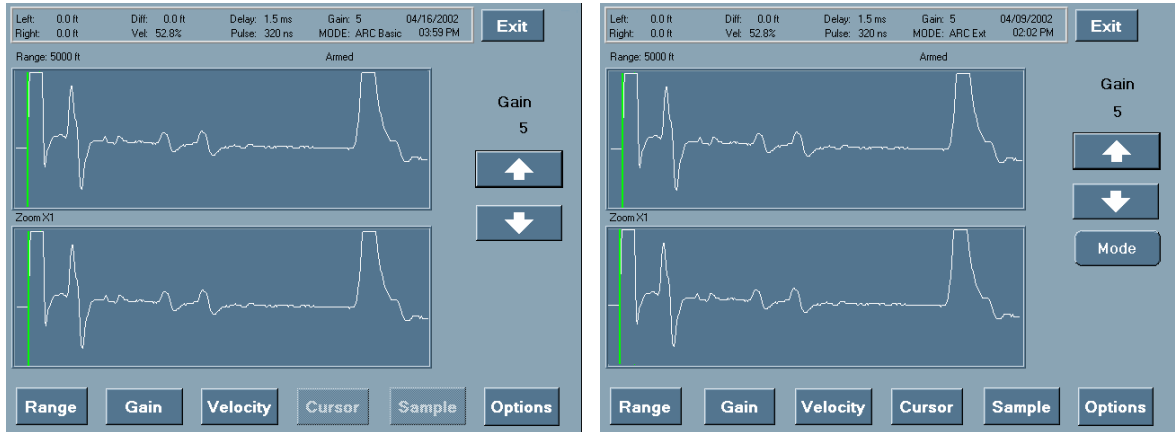 Left: 0.0 ft Diff: 0.0 ft Delay: 1.5 ms Gain: 5 04/16/2002
Right: 0.0 ft Vel: 52.8% Pulse: 320 ns MODE: ARC Basic 03:59 PM
Exit
Range: 5000 ft Armed
Gain
5
Zoom X1
Range Gain Velocity Cursor Sample Options
Left: 0.0 ft Diff: 0.0 ft Delay: 1.5 ms Gain: 5 04/09/2002
Right: 0.0 ft Vel: 52.8% Pulse: 320 ns MODE: ARC Ext 02:02 PM
Exit
Range: 5000 ft Armed
Gain
5
Zoom X1
Mode
Range Gain Velocity Cursor Sample Options